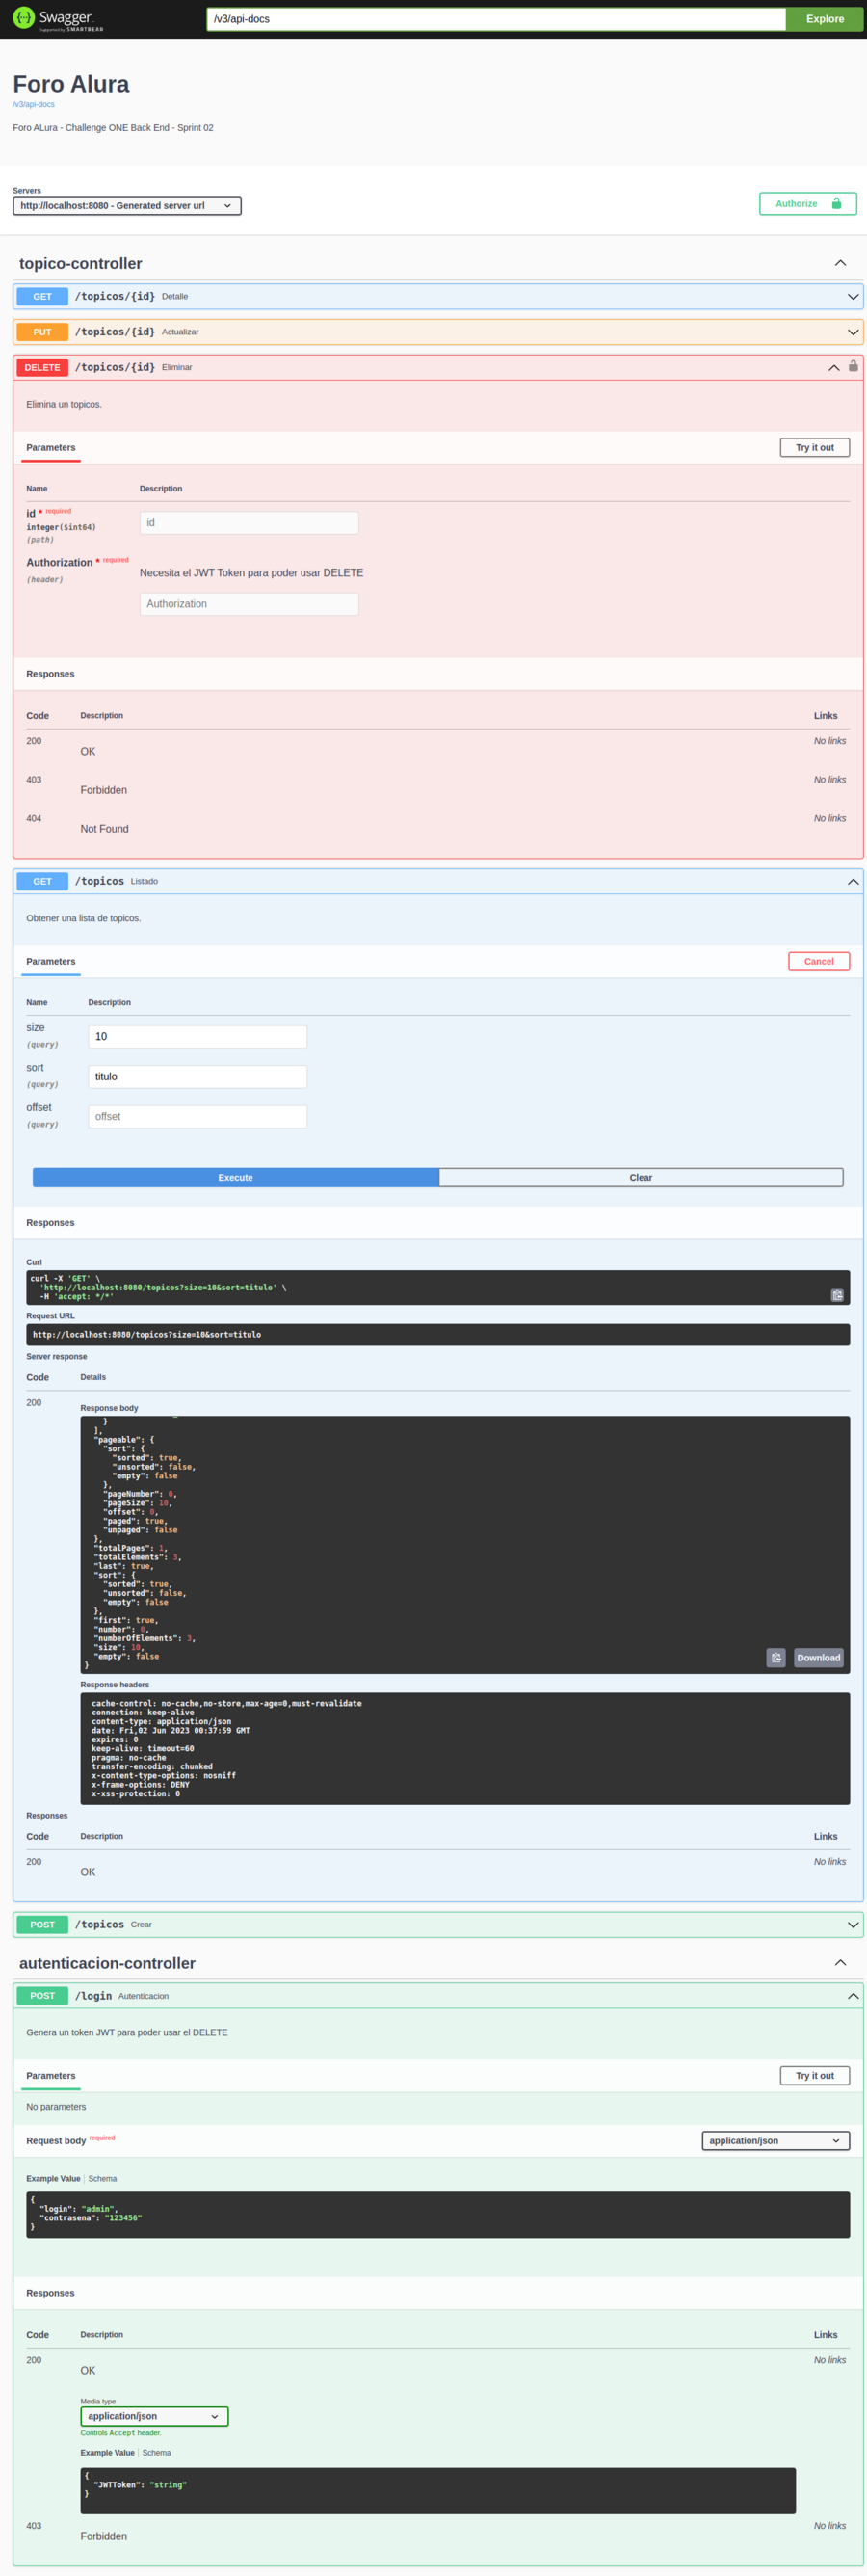 Swagger.
Supported by SMARTBEAR
/v3/api-docs
Explore
Foro Alura
/v3/api-docs
Foro ALura - Challenge ONE Back End - Sprint 02
Servers
http://localhost:8080 - Generated server url
Authorize
topico-controller
GET /topicos/{id} Detalle
PUT /topicos/{id} Actualizar
DELETE /topicos/{id} Eliminar
Elimina un topicos.
Parameters
Try it out
Name Description
id * required
integer($int64)
(path)
id
Authorization * required
(header)
Necesita el JWT Token para poder usar DELETE
Authorization
Responses
Code Description Links
200 No links
OK
403 No links
Forbidden
404 No links
Not Found
GET /topicos Listado
Obtener una lista de topicos.
Parameters
Cancel
Name Description
size
(query)
10
sort
(query)
titulo
offset
(query)
offset
Execute
Clear
Responses
Curl
curl -X 'GET' \
'http://localhost:8080/topicos?size=10&sort=titulo' \
-H 'accept: */*'
Request URL
http://localhost:8080/topicos?size=10&sort=titulo
Server response
Code Details
200
Response body
}
],
"pageable": {
"sort": {
"sorted": true,
"unsorted": false,
"empty": false
},
"pageNumber": 0,
"pageSize": 10,
"offset": 0,
"paged": true,
"unpaged": false
},
"totalPages": 1,
"totalElements": 3,
"last": true,
"sort": {
"sorted": true,
"unsorted": false,
"empty": false
},
"first": true,
"number": 0,
"numberOfElements": 3,
"size": 10,
"empty": false
}
Download
Response headers
cache-control: no-cache,no-store,max-age=0,must-revalidate
connection: keep-alive
content-type: application/json
date: Fri,02 Jun 2023 00:37:59 GMT
expires: 0
keep-alive: timeout=60
pragma: no-cache
transfer-encoding: chunked
x-content-type-options: nosniff
x-frame-options: DENY
x-xss-protection: 0
Responses
Code Description Links
200 No links
OK
POST /topicos Crear
autenticacion-controller
POST /login Autenticacion
Genera un token JWT para poder usar el DELETE
Parameters
Try it out
No parameters
Request body required
application/json
Example Value | Schema
{
"login": "admin",
"contrasena": "123456"
}
Responses
Code Description Links
200 No links
OK
Media type
application/json
Controls Accept header.
Example Value | Schema
{
"JWTToken": "string"
}
403 No links
Forbidden